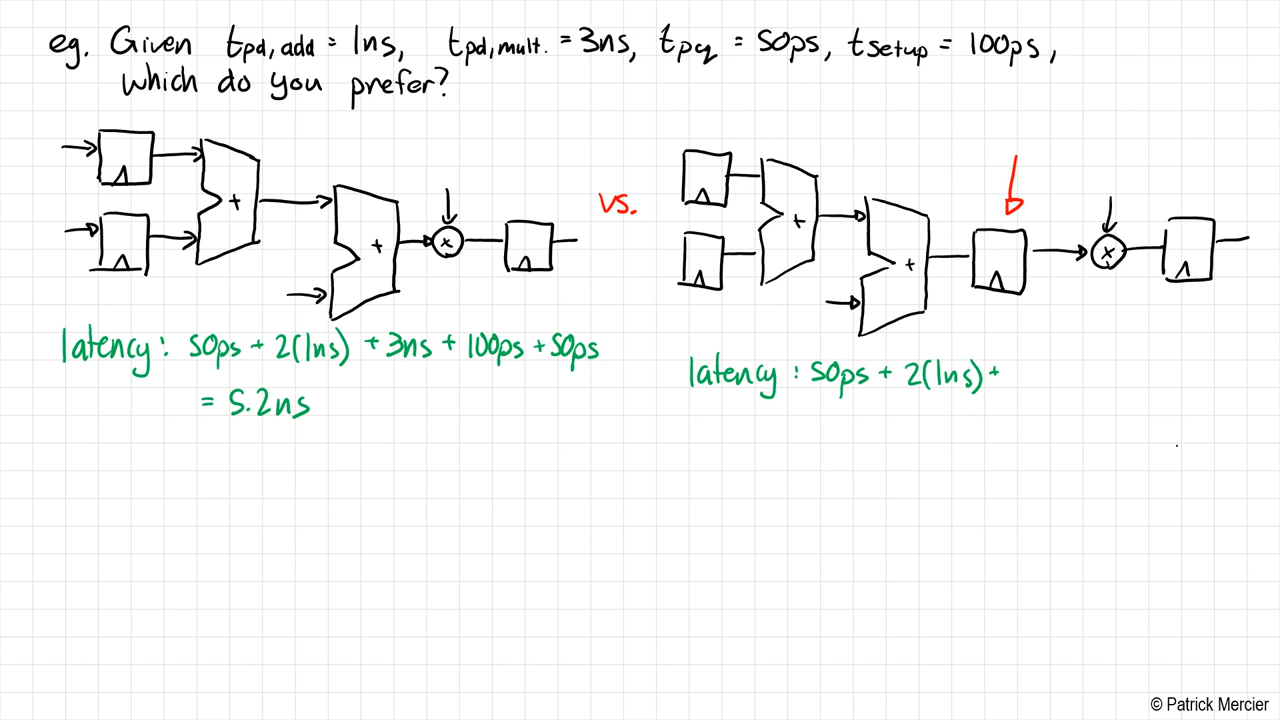 eg. Given tpd,add = 1ns, tpd,mult. = 3ns, tpcq = 50ps, tsetup = 100ps,
which do you prefer?
+
+
x
vs.
+
+
x
latency: 50ps + 2(1ns) + 3ns + 100ps + 50ps
= 5.2ns
latency: 50ps + 2(1ns) +
© Patrick Mercier